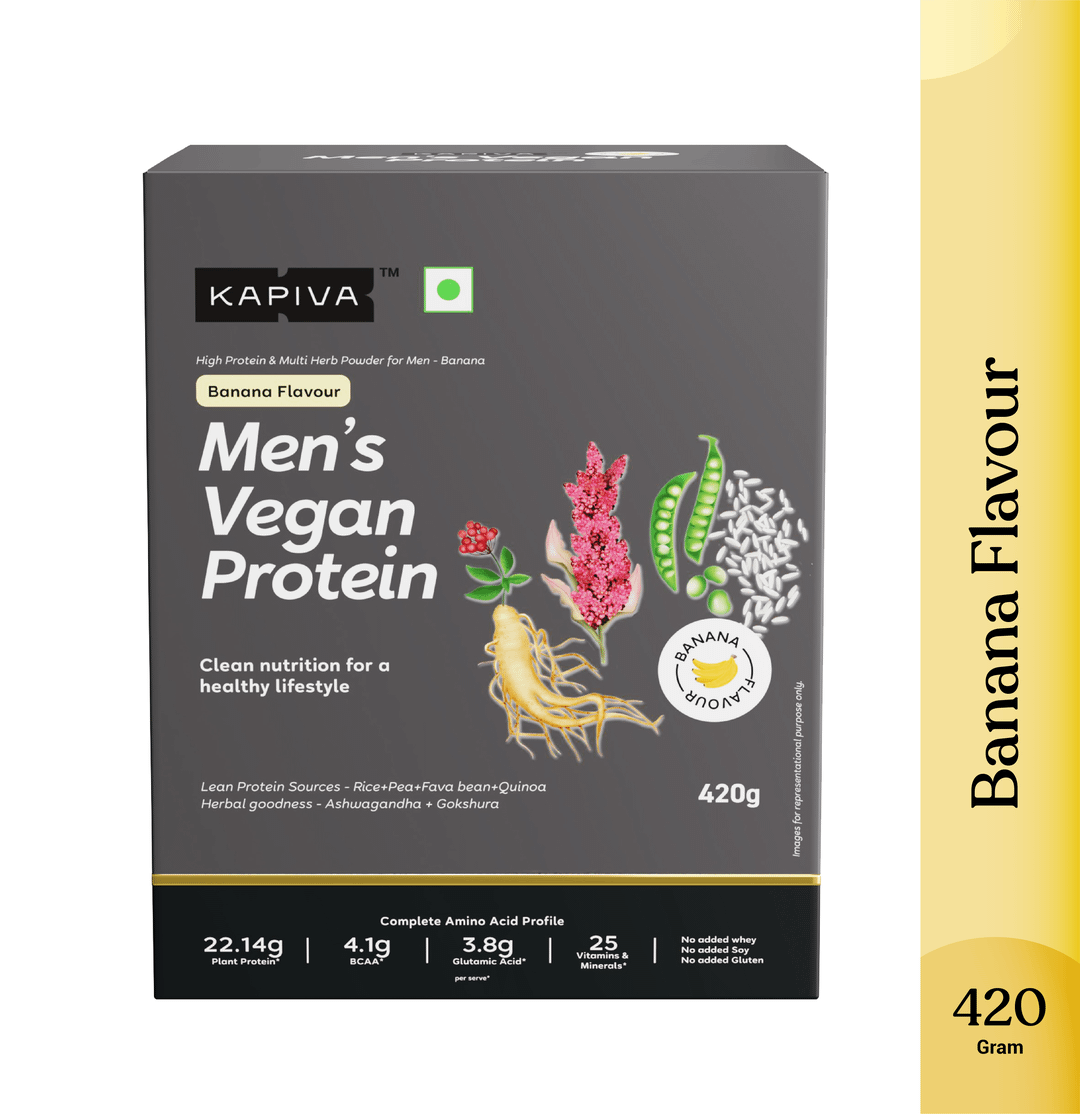 Men's Vegan
Protein
KAPIVA ™
High Protein & Multi Herb Powder for Men - Banana
Banana Flavour
Men's
Vegan
Protein
Clean nutrition for a
healthy lifestyle
BANANA
FLAVOUR
Lean Protein Sources - Rice+Pea+Fava bean+Quinoa
Herbal goodness - Ashwagandha + Gokshura
420g
Images for representational purpose only.
Complete Amino Acid Profile
22.14g
Plant Protein*
4.1g
BCAA*
3.8g
Glutamic Acid*
per serve*
25
Vitamins &
Minerals*
No added whey
No added Soy
No added Gluten
Banana Flavour
420
Gram